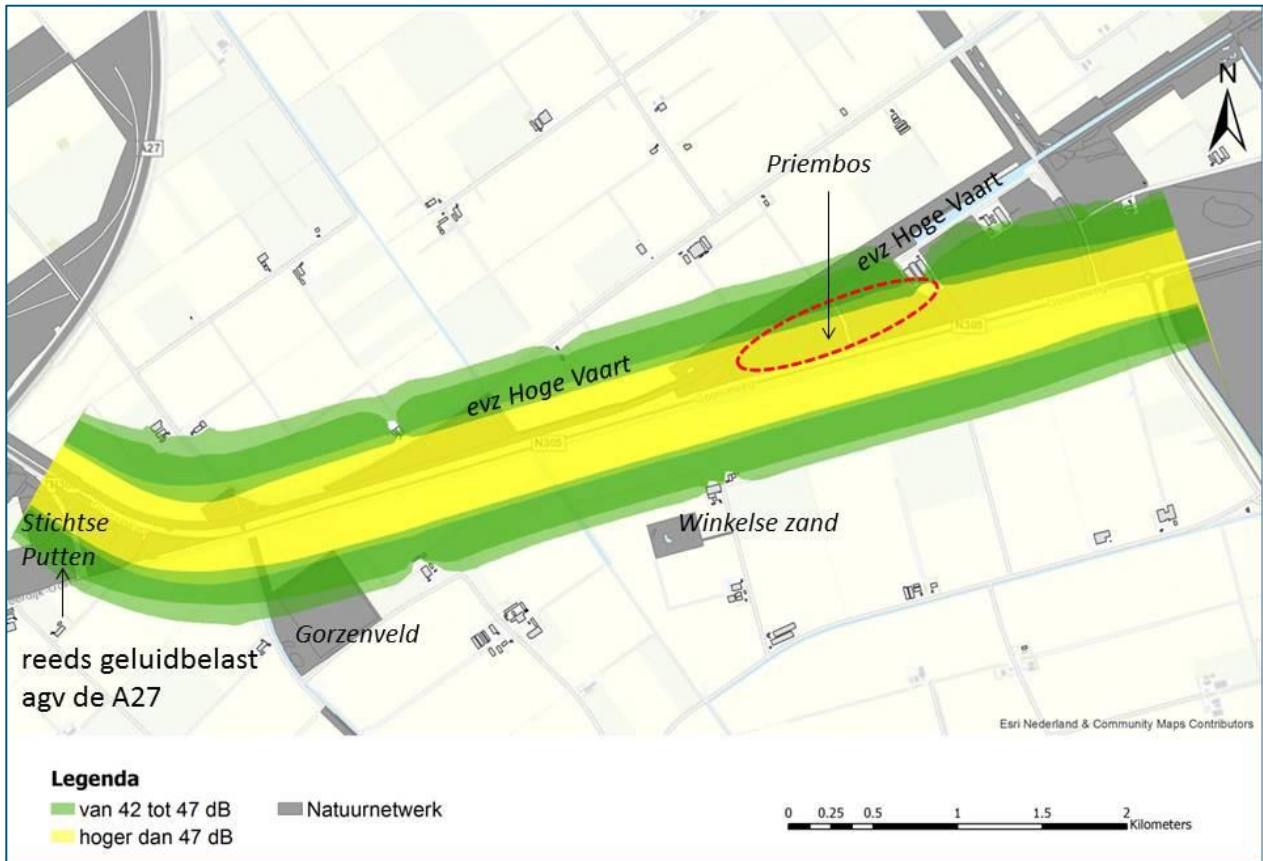 N
A27
Priembos
evz Hoge Vaart
N305
evz Hoge Vaart
N305
Stichtse
Putten
Winkelse zand
Gorzenveld
reeds geluidbelast
agv de A27
Esri Nederland & Community Maps Contributors
Legenda
van 42 tot 47 dB
Natuurnetwerk
hoger dan 47 dB
0 0.25 0.5 1 1.5 2
Kilometers